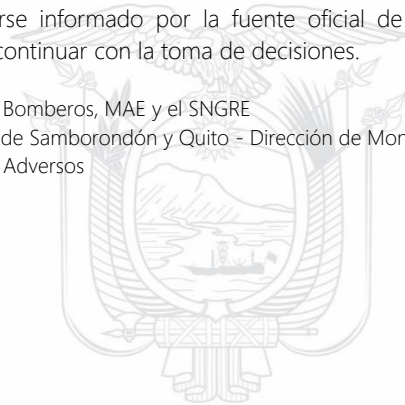 rse informado por la fuente oficial de
continuar con la toma de decisiones.
Bomberos, MAE y el SNGRE
de Samborondón y Quito - Dirección de Mon
Adversos